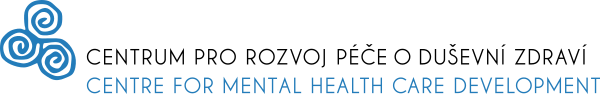 CENTRUM PRO ROZVOJ PÉČE O DUŠEVNÍ ZDRAVÍ
CENTRE FOR MENTAL HEALTH CARE DEVELOPMENT